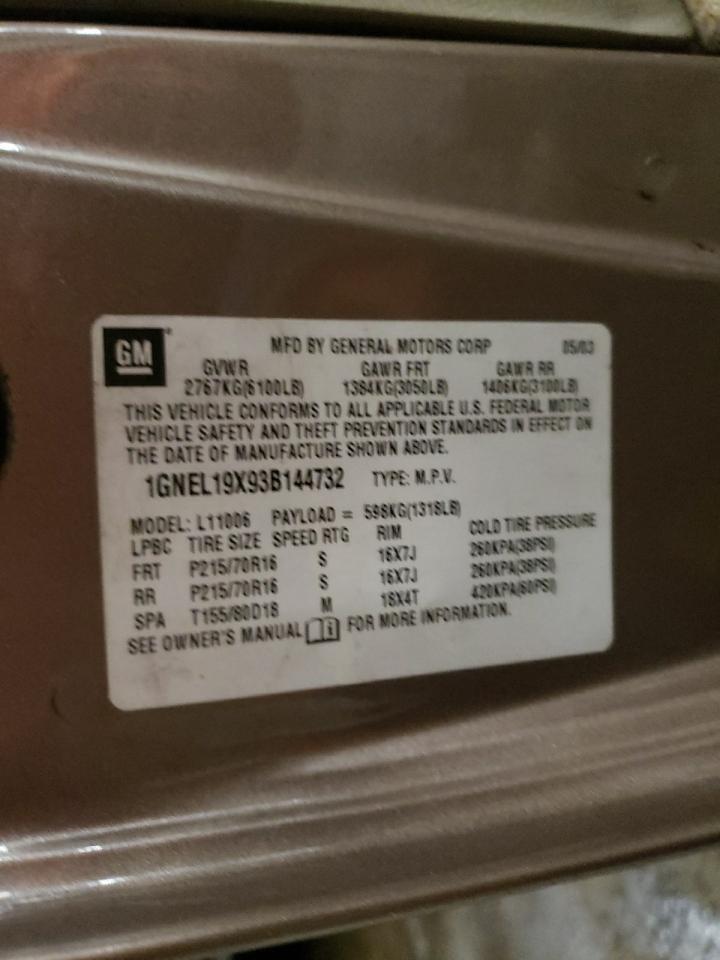 GM
MFD BY GENERAL MOTORS CORP 05/03
GVWR GAWR FRT GAWR RR
2767KG(6100LB) 1384KG(3050LB) 1406KG(3100LB)
THIS VEHICLE CONFORMS TO ALL APPLICABLE U.S. FEDERAL MOTOR
VEHICLE SAFETY AND THEFT PREVENTION STANDARDS IN EFFECT ON
THE DATE OF MANUFACTURE SHOWN ABOVE.
1GNEL19X93B144732 TYPE: M.P.V.
MODEL: L11006 PAYLOAD = 598KG(1318LB)
LPBC TIRE SIZE SPEED RTG RIM COLD TIRE PRESSURE
FRT P215/70R16 S 16X7J 260KPA(38PSI)
RR P215/70R16 S 16X7J 260KPA(38PSI)
SPA T155/80D18 M 18X4T 420KPA(60PSI)
SEE OWNER'S MANUAL FOR MORE INFORMATION.